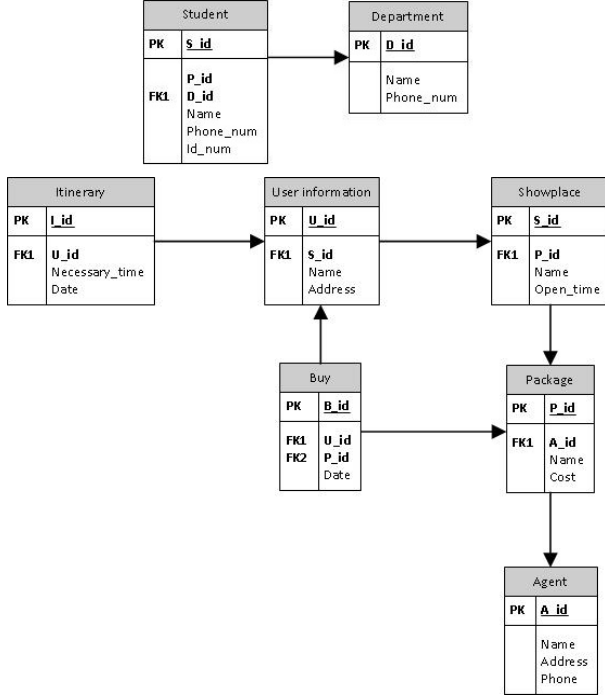 Student
PK S_id
P_id
FK1 D_id
Name
Phone_num
Id_num
Department
PK D_id
Name
Phone_num
Itinerary
PK I_id
FK1 U_id
Necessary_time
Date
User information
PK U_id
FK1 S_id
Name
Address
Showplace
PK S_id
FK1 P_id
Name
Open_time
Buy
PK B_id
FK1 U_id
FK2 P_id
Date
Package
PK P_id
FK1 A_id
Name
Cost
Agent
PK A_id
Name
Address
Phone